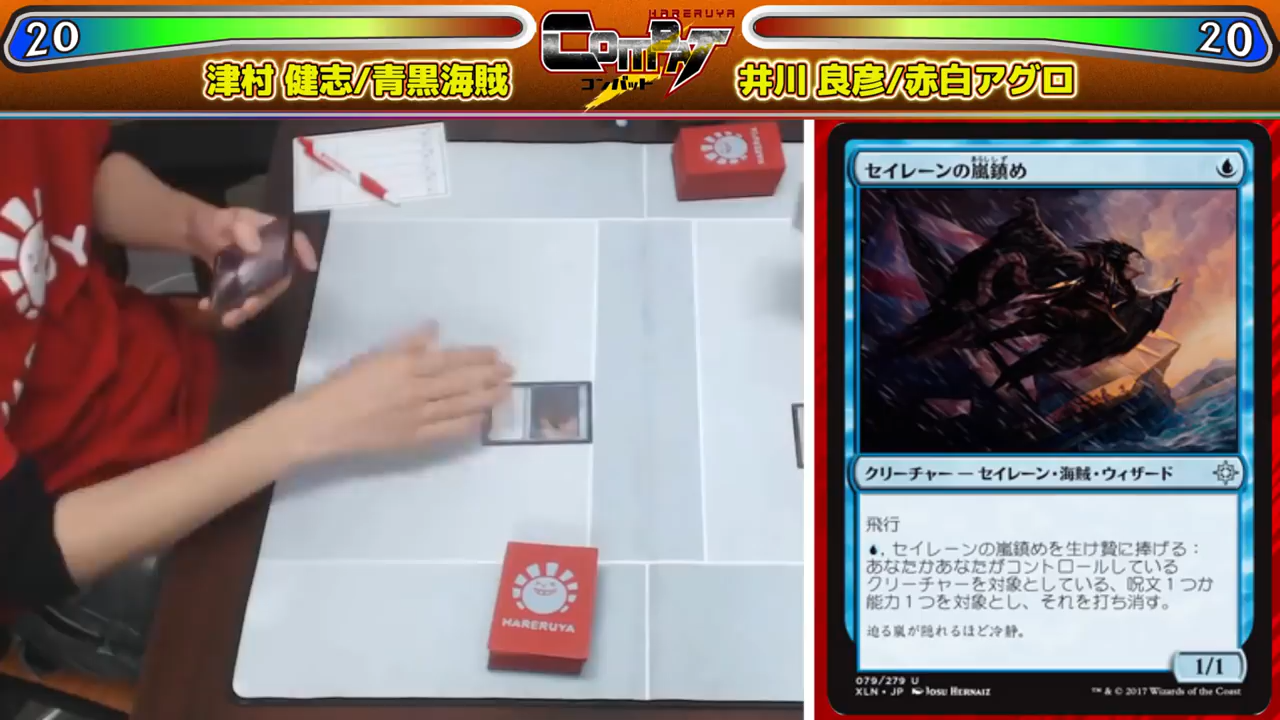 20
HARERUYA
COMBAT
コンバット
20
津村 健志/青黒海賊
井川 良彦/赤白アグロ
HARERUYA
セイレーンの嵐鎮め
あらししず
クリーチャー — セイレーン・海賊・ウィザード
飛行
, セイレーンの嵐鎮めを生け贄に捧げる:
あなたかあなたがコントロールしている
クリーチャーを対象としている、呪文1つか
能力1つを対象とし、それを打ち消す。
迫る嵐が隠れるほど冷静。
1/1
079/279 U
XLN • JP Josu Hernaiz
™ & © 2017 Wizards of the Coast